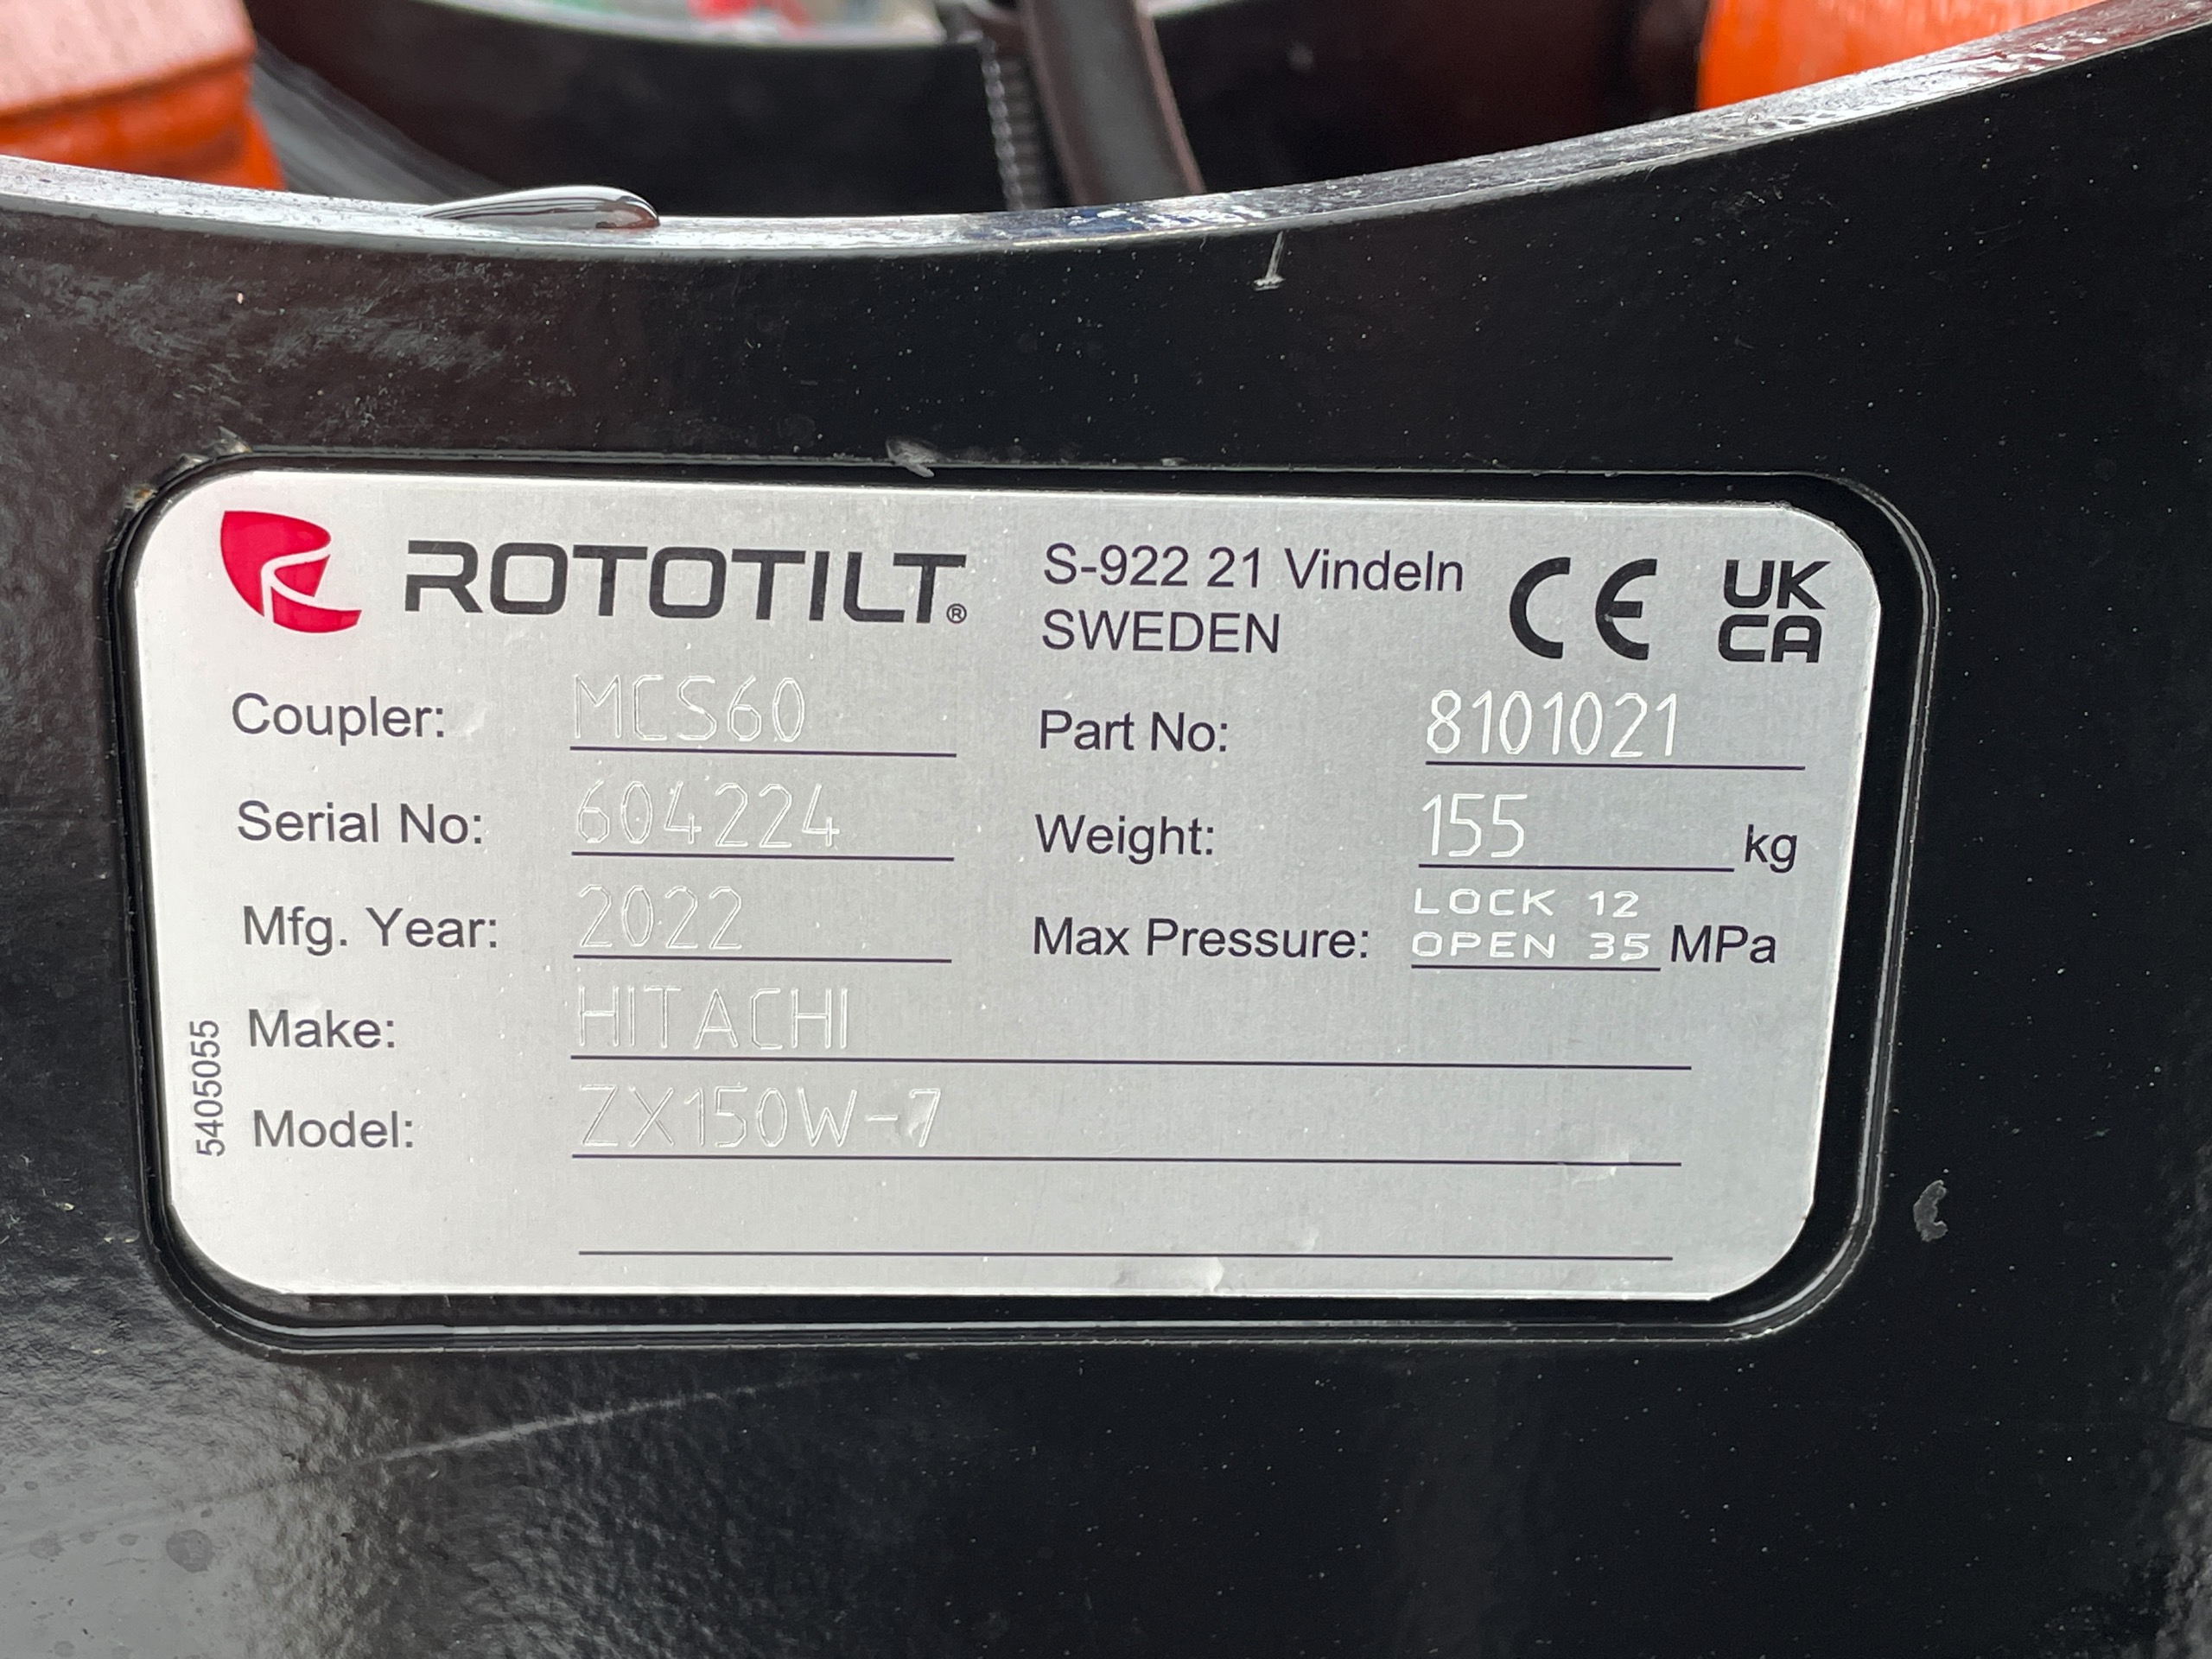 ROTOTILT®
S-922 21 Vindeln
SWEDEN
CE
UK
CA
Coupler: MCS60
Part No: 8101021
Serial No: 604224
Weight: 155 kg
Mfg. Year: 2022
Max Pressure: LOCK 12
OPEN 35 MPa
Make: HITACHI
Model: ZX150W-7
5405055